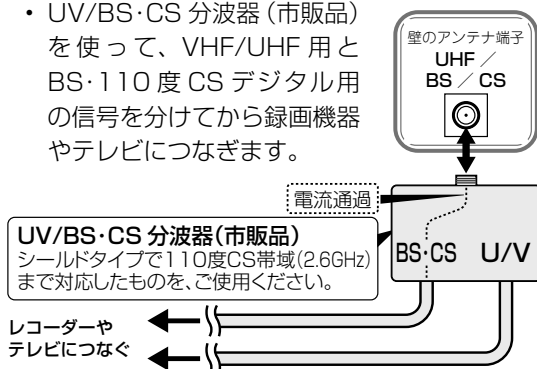 ・ UV/BS･CS 分波器（市販品）
を使って、VHF/UHF 用と
BS･110 度 CS デジタル用
の信号を分けてから録画機器
やテレビにつなぎます。
壁のアンテナ端子
UHF ／
BS ／ CS
電流通過
UV/BS･CS 分波器（市販品）
シールドタイプで110度CS帯域（2.6GHz）
まで対応したものを、ご使用ください。
BS･CS U/V
レコーダーや
テレビにつなぐ